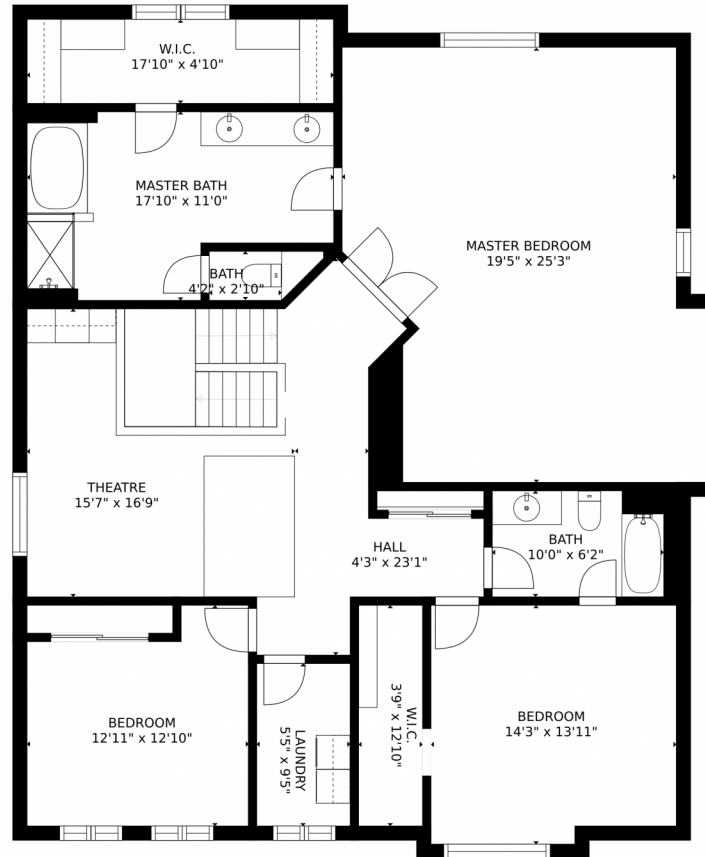 W.I.C.
17'10" x 4'10"
MASTER BATH
17'10" x 11'0"
MASTER BEDROOM
19'5" x 25'3"
BATH
4'2" x 2'10"
THEATRE
15'7" x 16'9"
HALL
4'3" x 23'1"
BATH
10'0" x 6'2"
BEDROOM
12'11" x 12'10"
LAUNDRY
5'5" x 9'5"
W.I.C.
3'9" x 12'10"
BEDROOM
14'3" x 13'11"